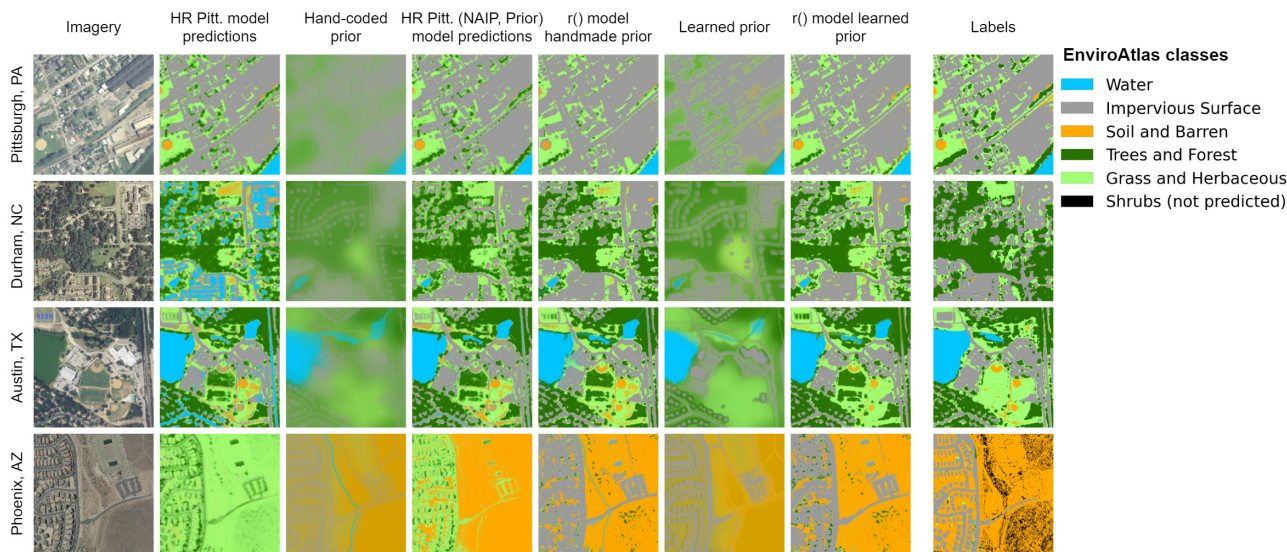 Imagery
HR Pitt. model
predictions
Hand-coded
prior
HR Pitt. (NAIP, Prior)
model predictions
r() model
handmade prior
Learned prior
r() model learned
prior
Labels
Pittsburgh, PA
Durham, NC
Austin, TX
Phoenix, AZ
EnviroAtlas classes
Water
Impervious Surface
Soil and Barren
Trees and Forest
Grass and Herbaceous
Shrubs (not predicted)